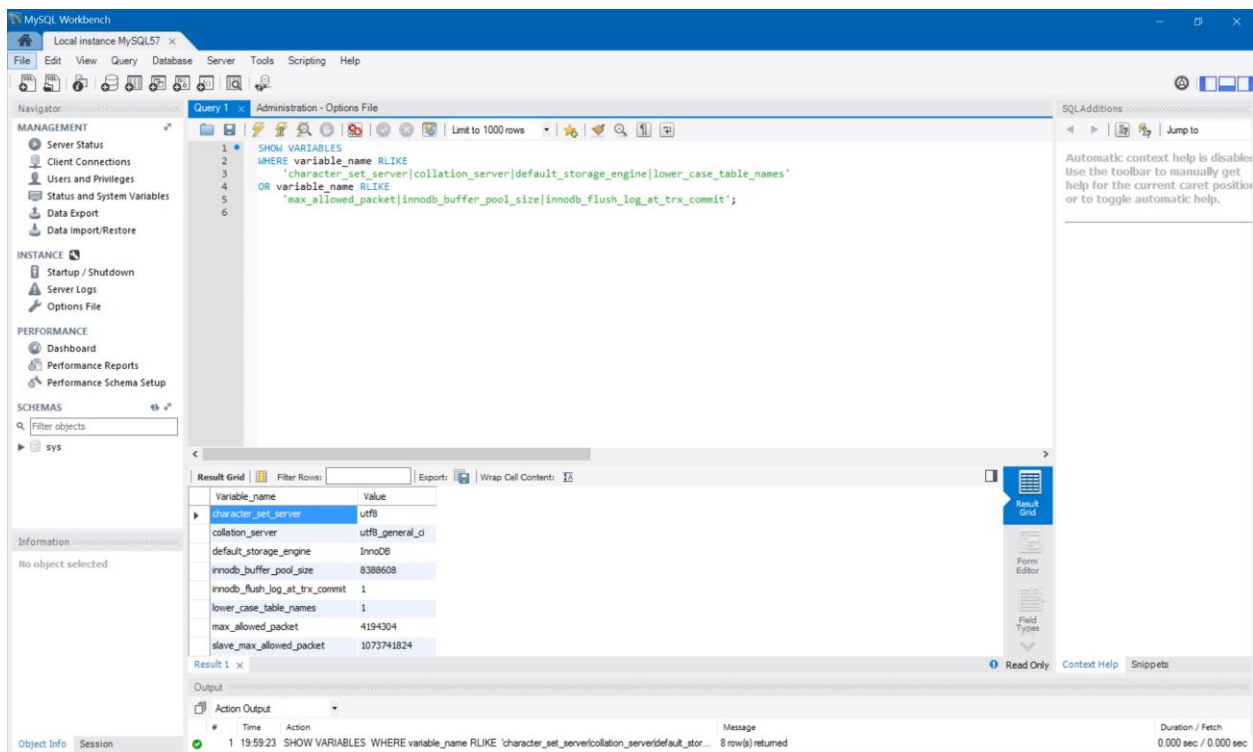 MySQL Workbench
Local instance MySQL57
File Edit View Query Database Server Tools Scripting Help
Navigator
MANAGEMENT
Server Status
Client Connections
Users and Privileges
Status and System Variables
Data Export
Data Import/Restore
INSTANCE
Startup / Shutdown
Server Logs
Options File
PERFORMANCE
Dashboard
Performance Reports
Performance Schema Setup
SCHEMAS
Filter objects
sys
Information
No object selected
Object Info Session
Query 1 Administration - Options File
Limit to 1000 rows
1 SHOW VARIABLES
2 WHERE variable_name RLIKE
3 'character_set_server|collation_server|default_storage_engine|lower_case_table_names'
4 OR variable_name RLIKE
5 'max_allowed_packet|innodb_buffer_pool_size|innodb_flush_log_at_trx_commit';
6
Result Grid Filter Rows: Export: Wrap Cell Content:
Variable_name Value
character_set_server utf8
collation_server utf8_general_ci
default_storage_engine InnoDB
innodb_buffer_pool_size 8388608
innodb_flush_log_at_trx_commit 1
lower_case_table_names 1
max_allowed_packet 4194304
slave_max_allowed_packet 1073741824
Result
Grid
Form
Editor
Field
Types
Result 1 Read Only
SQLAdditions
Jump to
Automatic context help is disabled
Use the toolbar to manually get
help for the current caret position
or to toggle automatic help.
Context Help Snippets
Output
Action Output
# Time Action Message Duration / Fetch
1 19:59:23 SHOW VARIABLES WHERE variable_name RLIKE 'character_set_server|collation_server|default_stor... 8 row(s) returned 0.000 sec / 0.000 sec